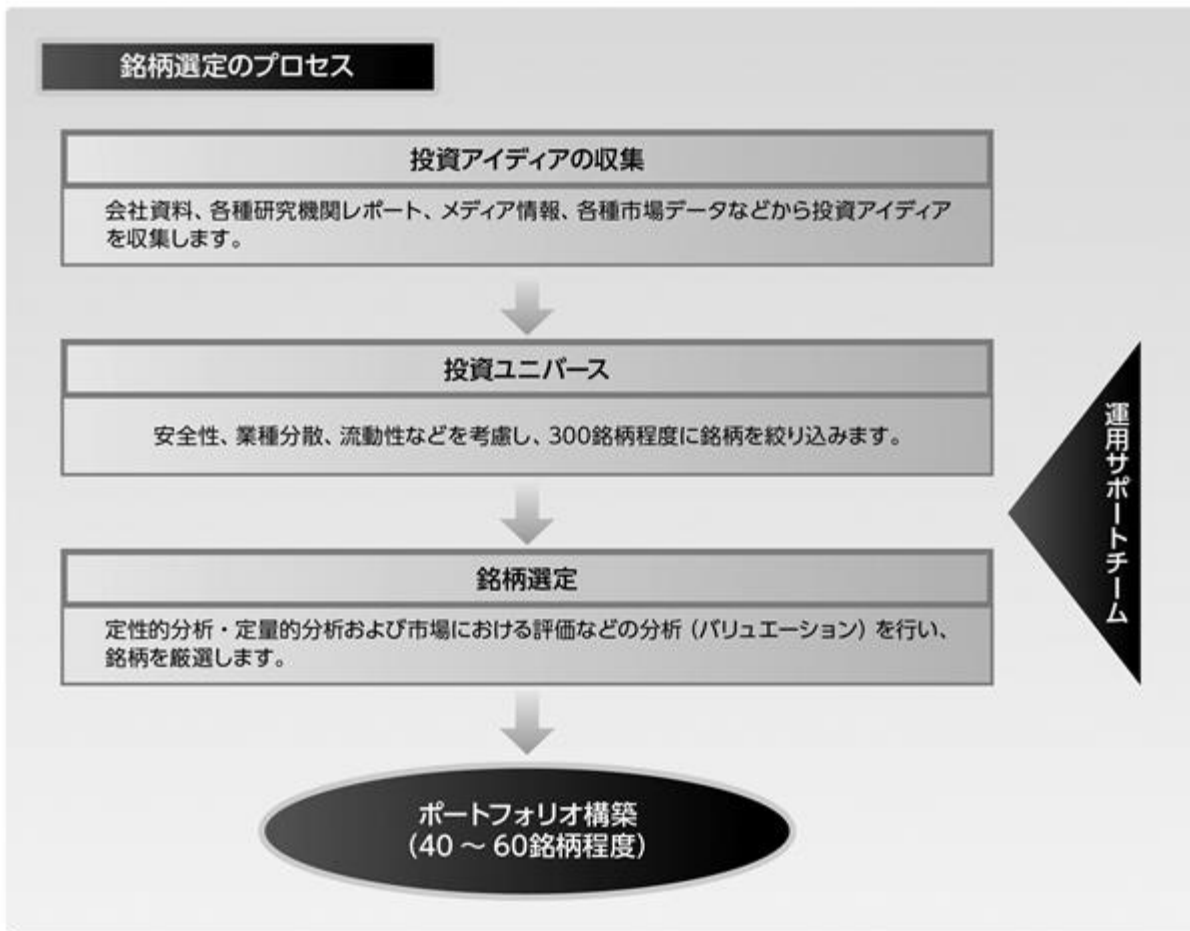 銘柄選定のプロセス
投資アイディアの収集
会社資料、各種研究機関レポート、メディア情報、各種市場データなどから投資アイディア
を収集します。
投資ユニバース
安全性、業種分散、流動性などを考慮し、300銘柄程度に銘柄を絞り込みます。
銘柄選定
定性的分析・定量的分析および市場における評価などの分析（バリュエーション）を行い、
銘柄を厳選します。
運用サポートチーム
ポートフォリオ構築
（40 ～ 60銘柄程度）